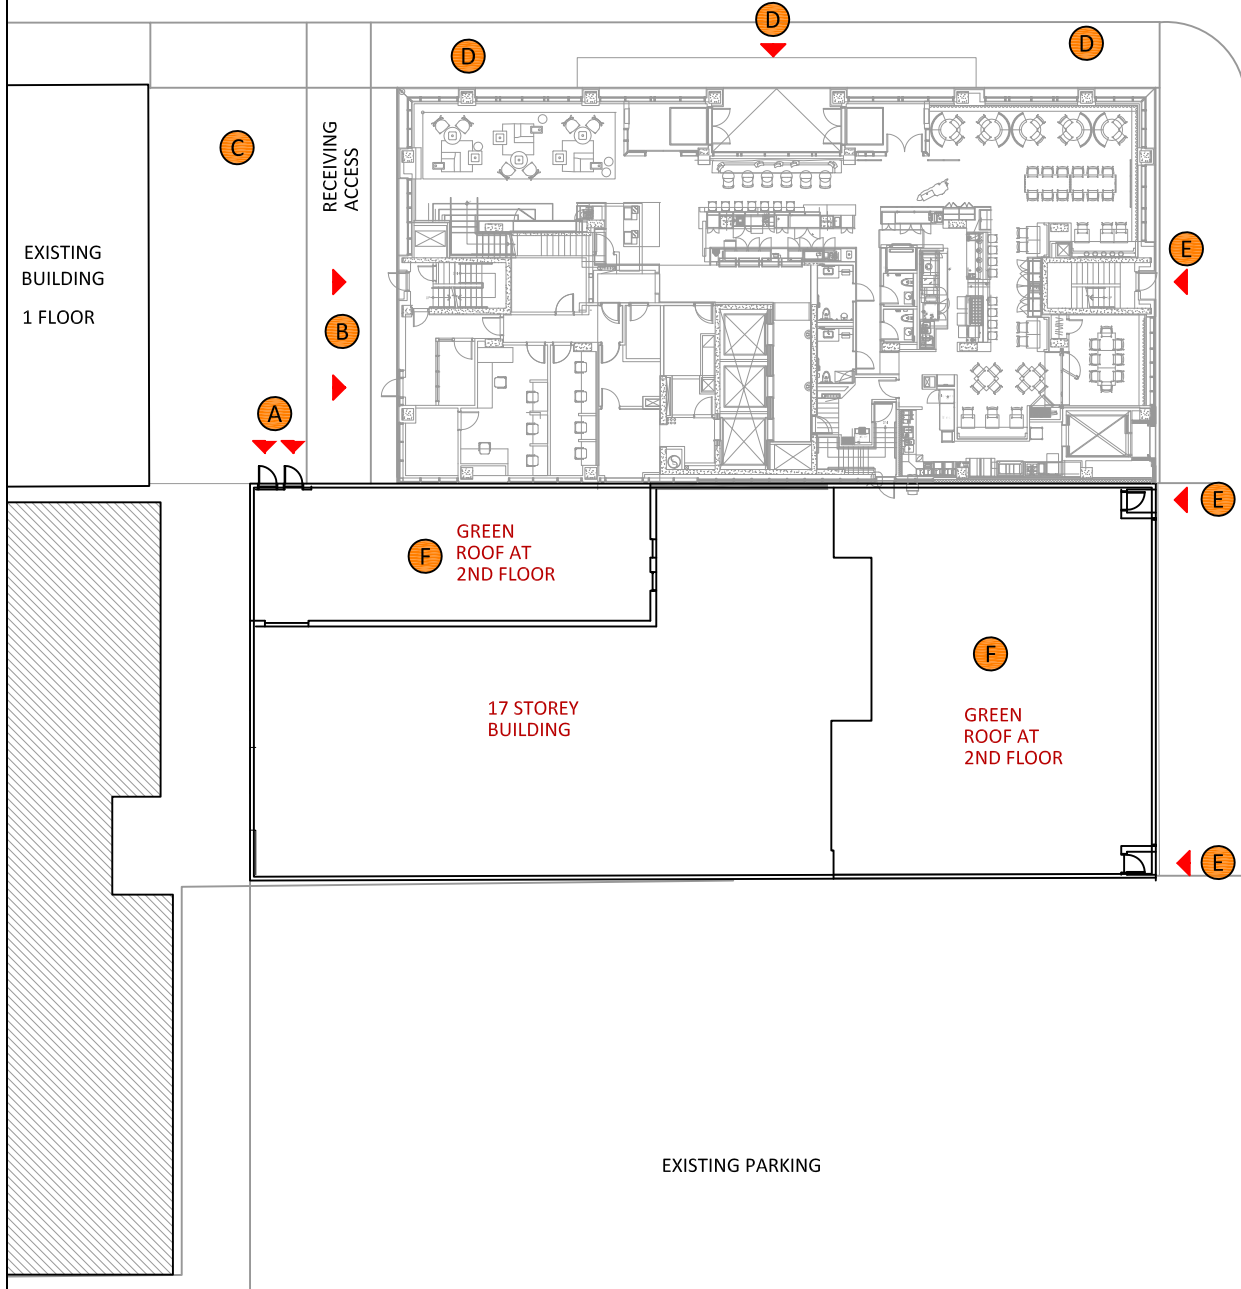 D
D
D
C
RECEIVING
ACCESS
EXISTING
BUILDING
1 FLOOR
E
B
A
E
F
GREEN
ROOF AT
2ND FLOOR
F
17 STOREY
BUILDING
GREEN
ROOF AT
2ND FLOOR
E
EXISTING PARKING